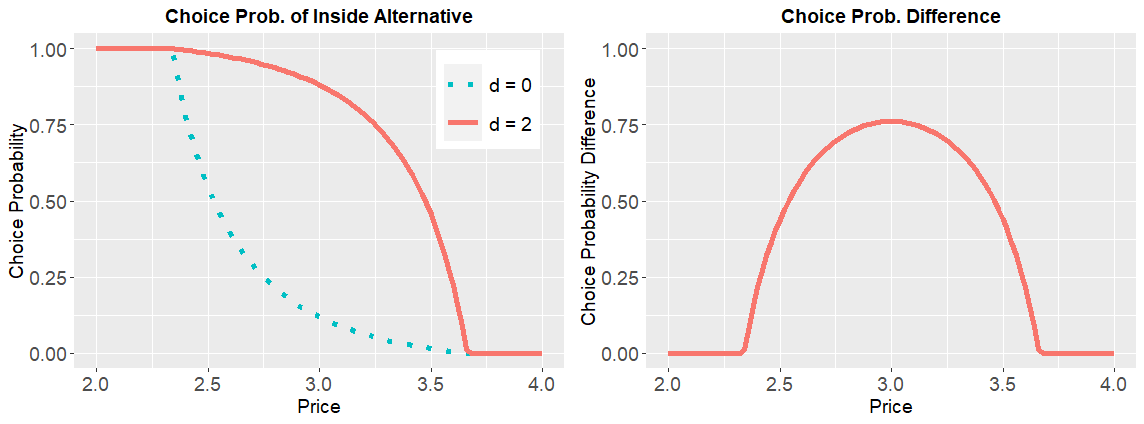 Choice Prob. of Inside Alternative
Choice Probability
1.00
0.75
0.50
0.25
0.00
d = 0
d = 2
2.0 2.5 3.0 3.5 4.0
Price
Choice Prob. Difference
Choice Probability Difference
1.00
0.75
0.50
0.25
0.00
2.0 2.5 3.0 3.5 4.0
Price